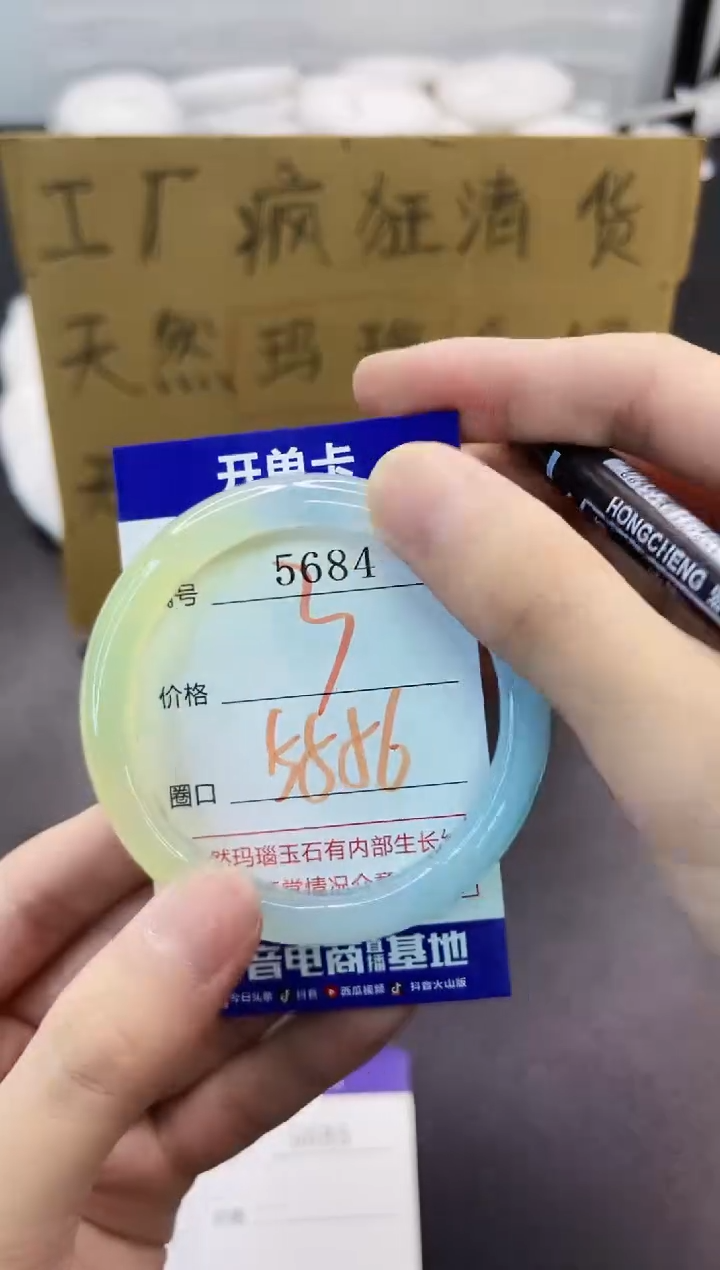 工厂疯狂清货
天然玛
开单卡
号 5684
价格
5886
圈口
然玛瑙玉石有内部生长
音电商直播基地
今日头条 抖音 西瓜视频 抖音火山版
HONGCHENG